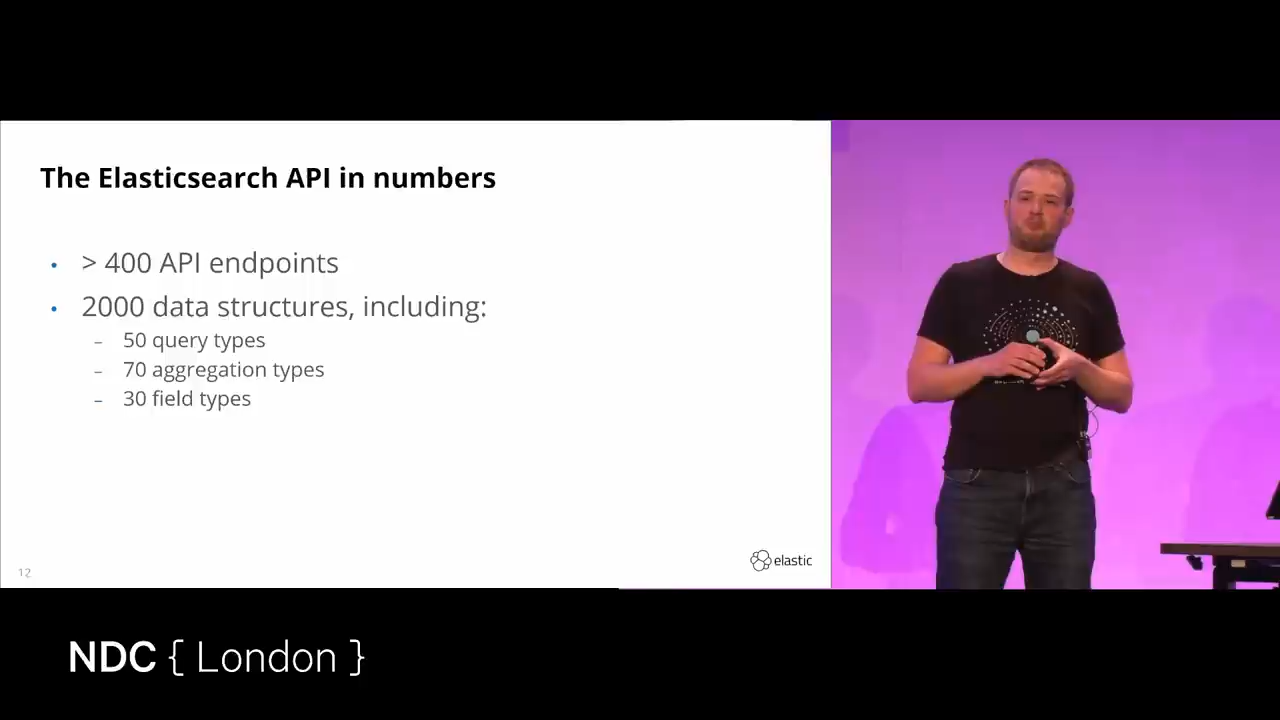 The Elasticsearch API in numbers
• > 400 API endpoints
• 2000 data structures, including:
– 50 query types
– 70 aggregation types
– 30 field types
12
elastic
NDC { London }